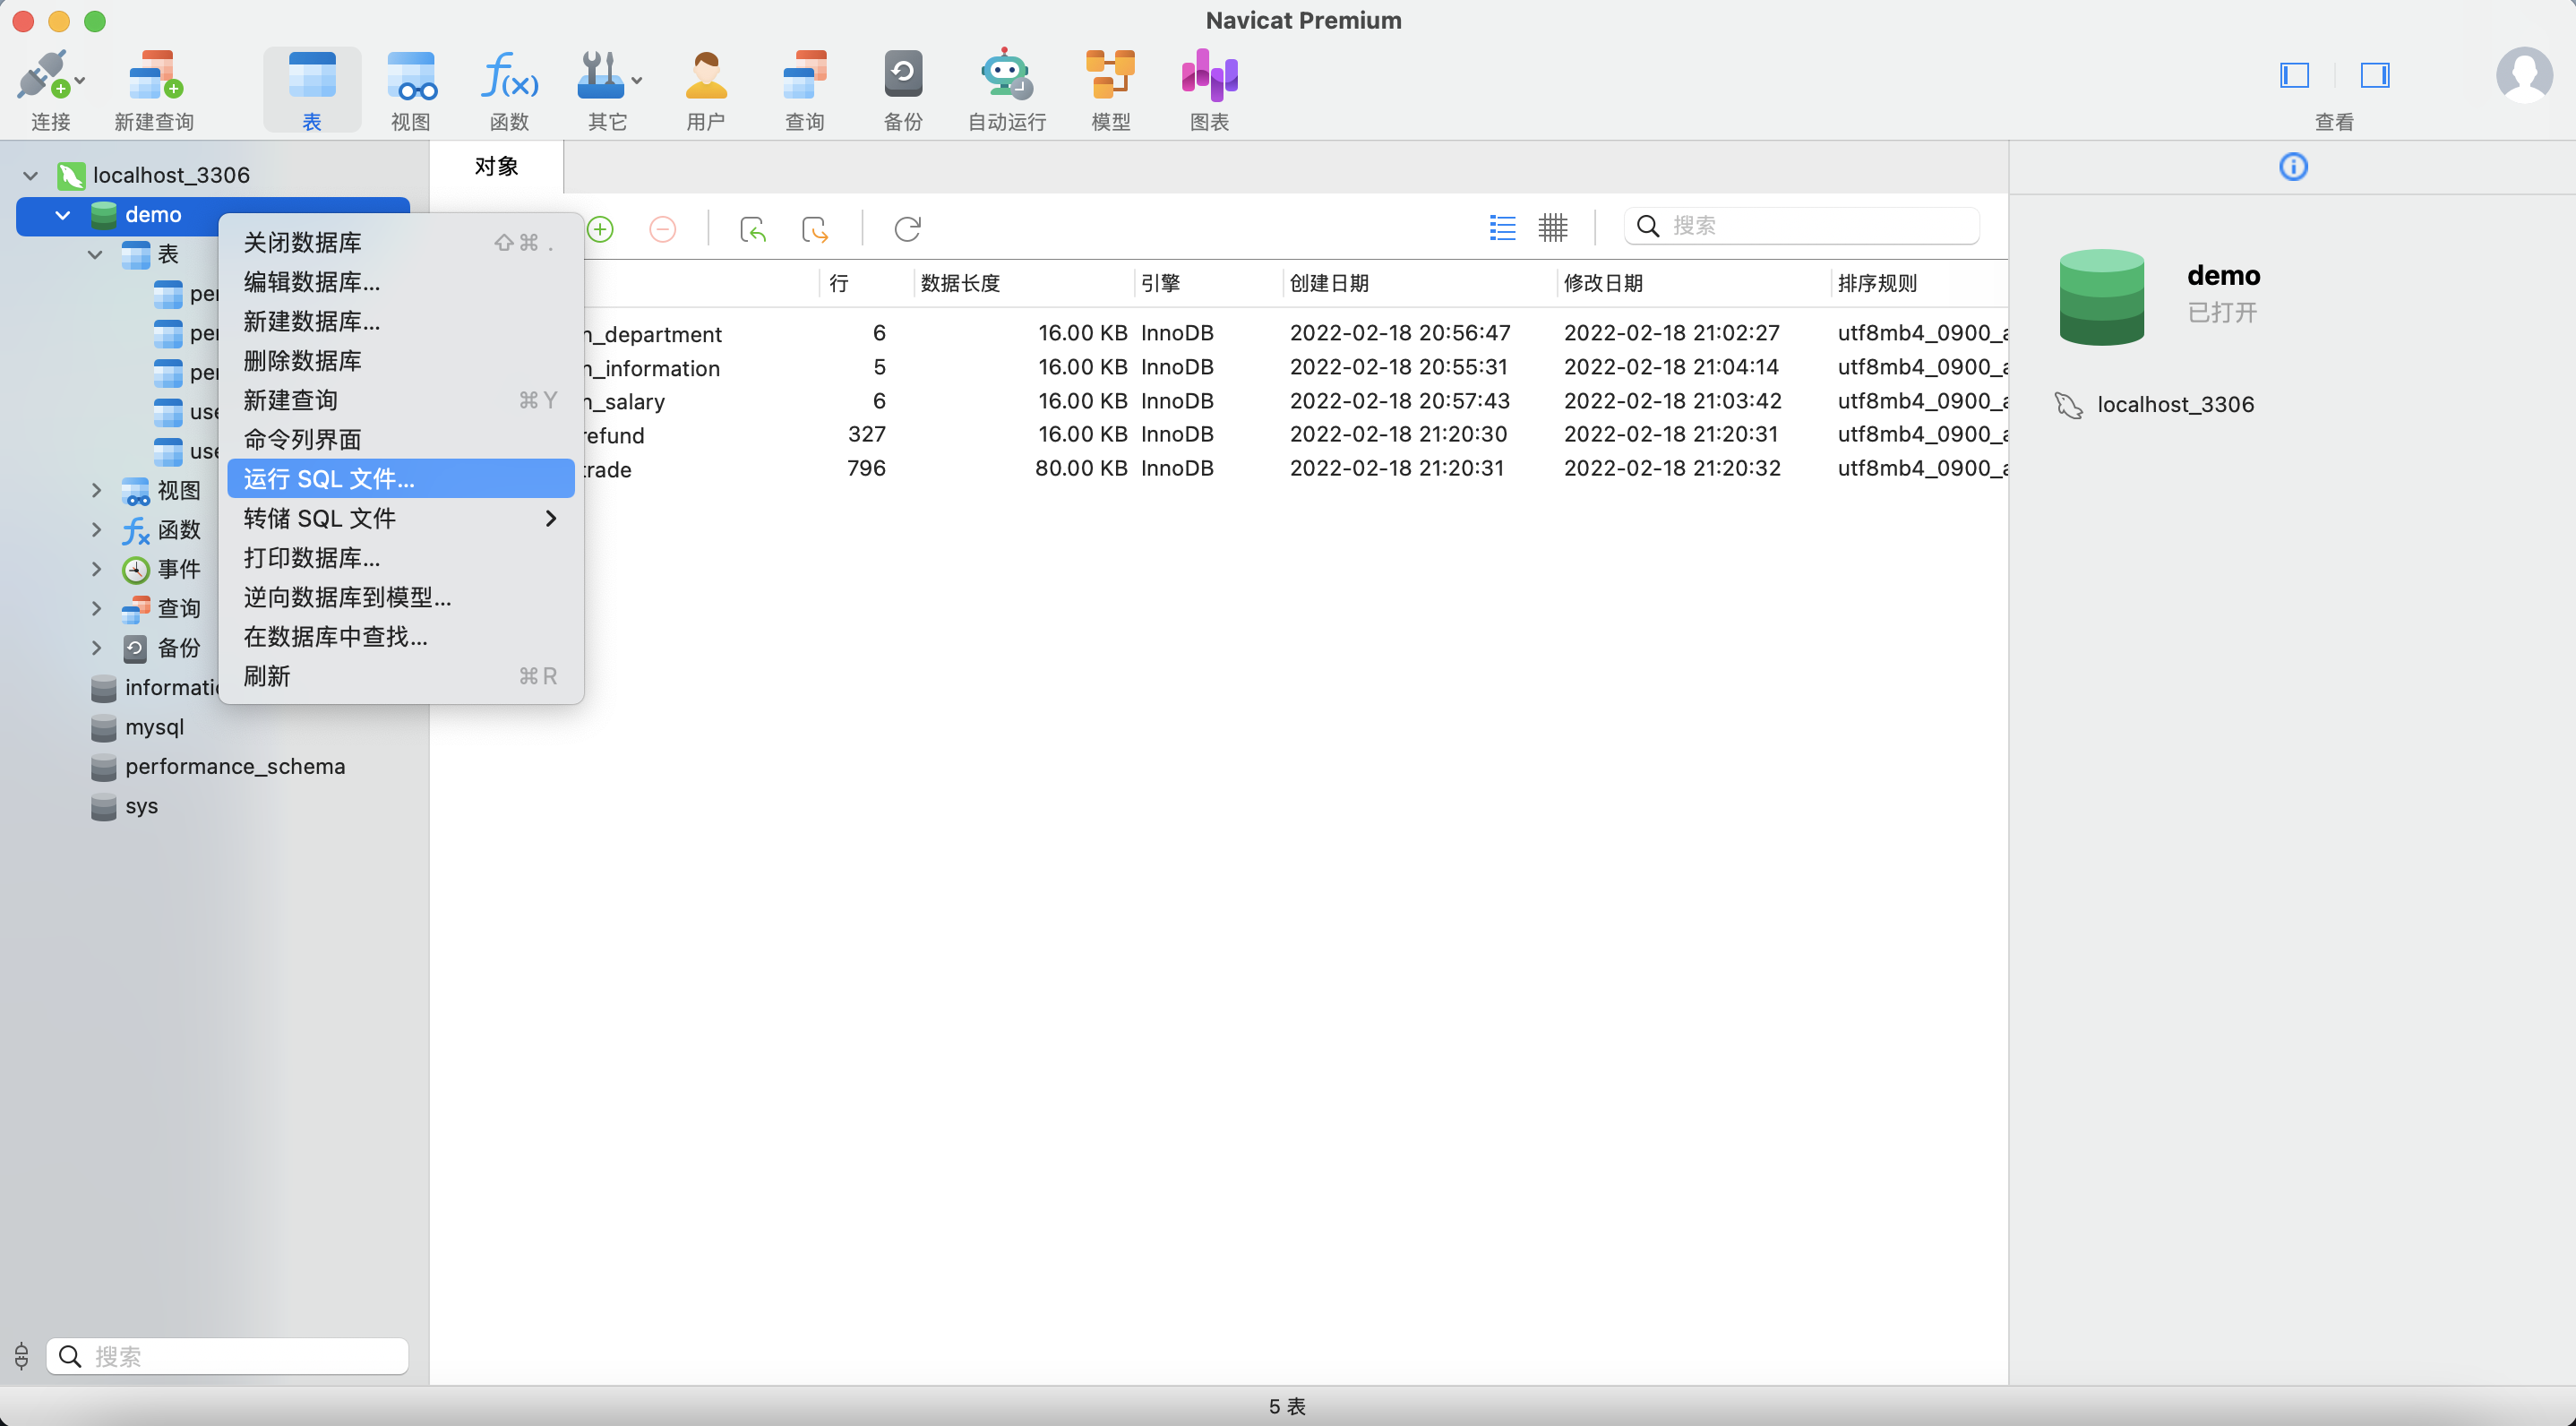 Navicat Premium
连接
新建查询
表
视图
函数
其它
用户
查询
备份
自动运行
模型
图表
查看
localhost_3306
demo
表
视图
函数
事件
查询
备份
mysql
performance_schema
sys
搜索
关闭数据库 ⇧⌘ .
编辑数据库...
新建数据库...
删除数据库
新建查询 ⌘Y
命令列界面
运行 SQL 文件...
转储 SQL 文件
打印数据库...
逆向数据库到模型...
在数据库中查找...
刷新 ⌘R
对象
搜索
行 数据长度 引擎 创建日期 修改日期 排序规则
n_department 6 16.00 KB InnoDB 2022-02-18 20:56:47 2022-02-18 21:02:27 utf8mb4_0900_a
n_information 5 16.00 KB InnoDB 2022-02-18 20:55:31 2022-02-18 21:04:14 utf8mb4_0900_a
n_salary 6 16.00 KB InnoDB 2022-02-18 20:57:43 2022-02-18 21:03:42 utf8mb4_0900_a
refund 327 16.00 KB InnoDB 2022-02-18 21:20:30 2022-02-18 21:20:31 utf8mb4_0900_a
trade 796 80.00 KB InnoDB 2022-02-18 21:20:31 2022-02-18 21:20:32 utf8mb4_0900_a
demo
已打开
localhost_3306
5 表